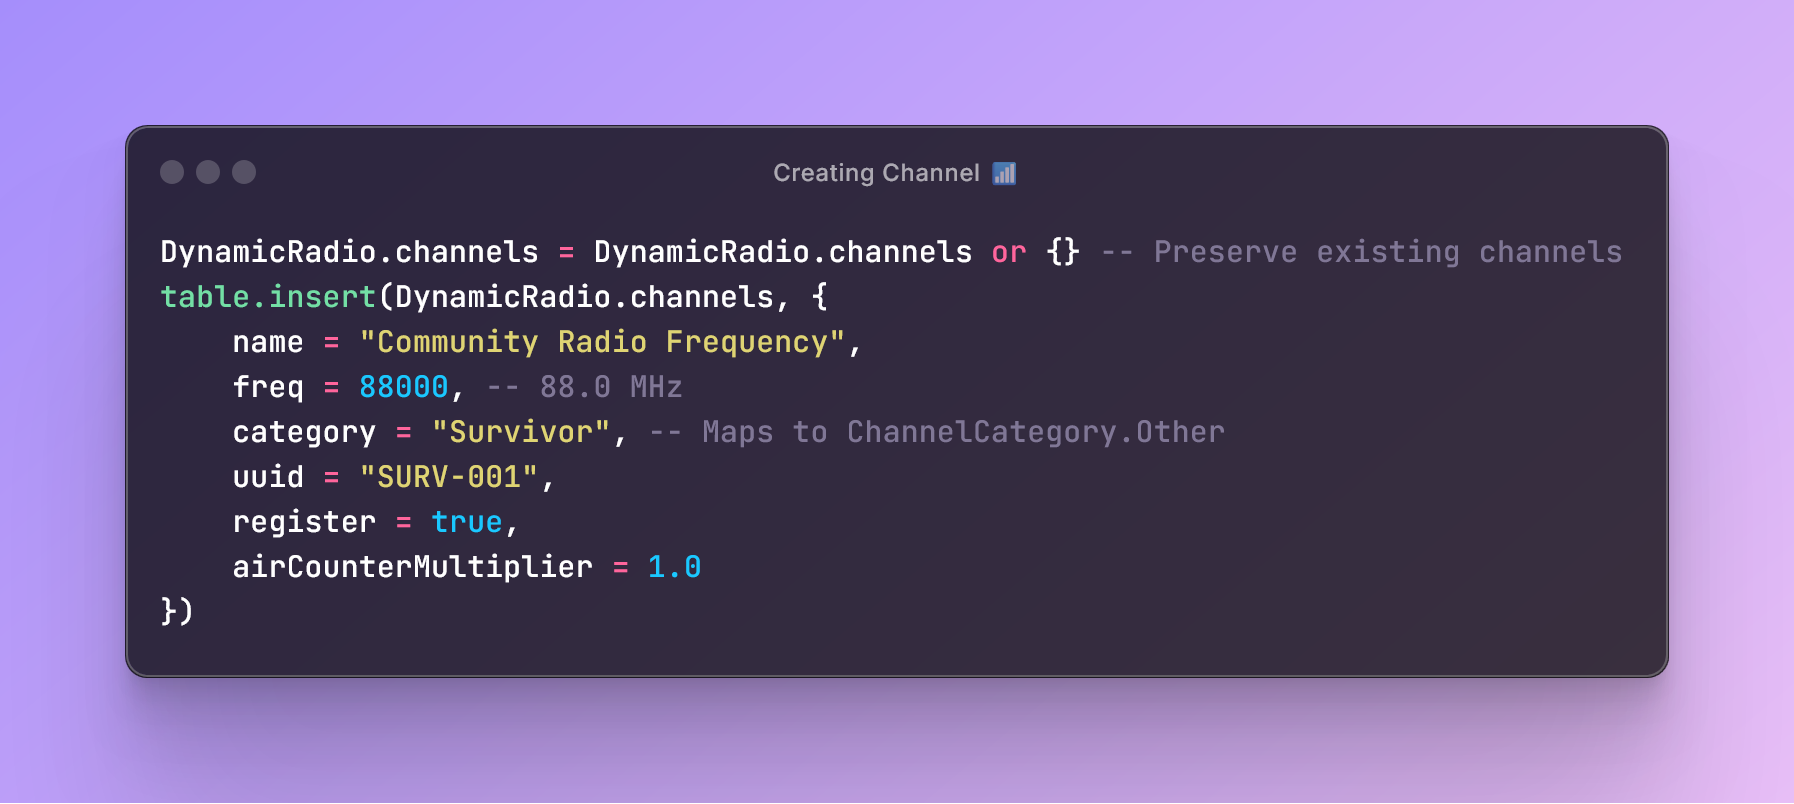 Creating Channel 📶
DynamicRadio.channels = DynamicRadio.channels or {} -- Preserve existing channels
table.insert(DynamicRadio.channels, {
    name = "Community Radio Frequency",
    freq = 88000, -- 88.0 MHz
    category = "Survivor", -- Maps to ChannelCategory.Other
    uuid = "SURV-001",
    register = true,
    airCounterMultiplier = 1.0
})